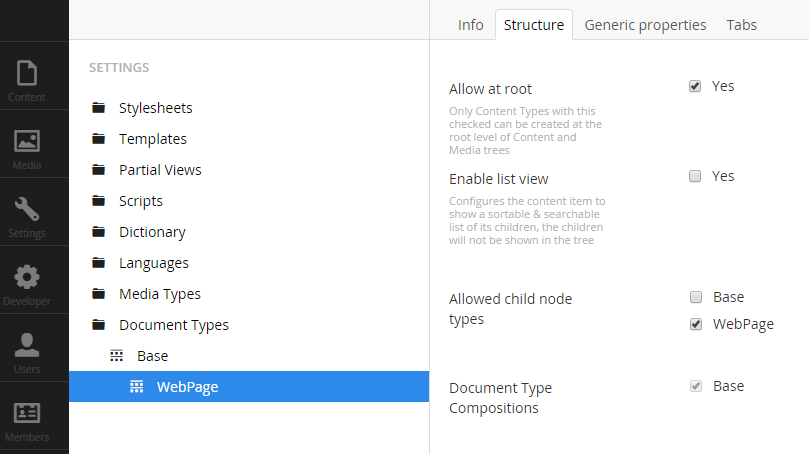 Content
Media
Settings
Developer
Users
Members
SETTINGS
Stylesheets
Templates
Partial Views
Scripts
Dictionary
Languages
Media Types
Document Types
Base
WebPage
Info Structure Generic properties Tabs
Allow at root
Yes
Only Content Types with this
checked can be created at the
root level of Content and
Media trees
Enable list view
Yes
Configures the content item to
show a sortable & searchable
list of its children, the children
will not be shown in the tree
Allowed child node
types
Base
WebPage
Document Type
Compositions
Base